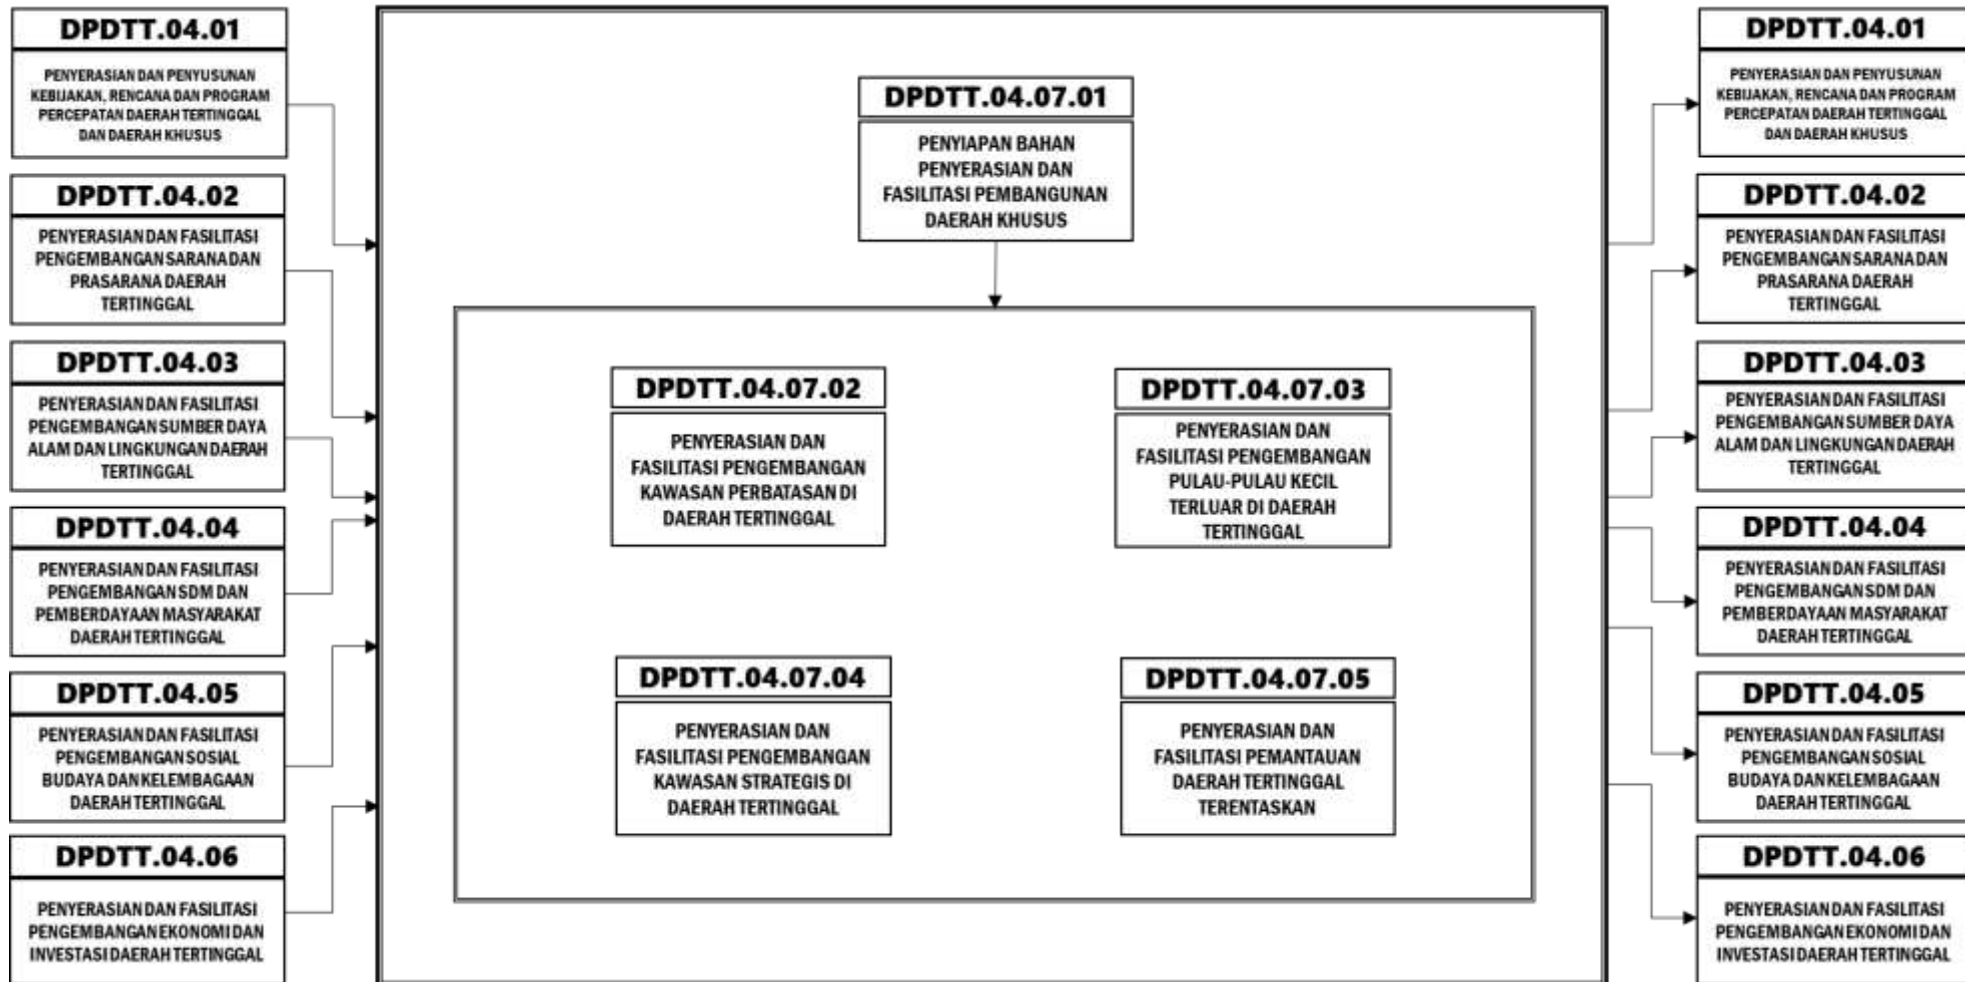 DPDTT.04.01
PENYERASIAN DAN PENYUSUNAN
KEBIJAKAN, RENCANA DAN PROGRAM
PERCEPATAN DAERAH TERTINGGAL
DAN DAERAH KHUSUS
DPDTT.04.02
PENYERASIAN DAN FASILITASI
PENGEMBANGAN SARANA DAN
PRASARANA DAERAH
TERTINGGAL
DPDTT.04.03
PENYERASIAN DAN FASILITASI
PENGEMBANGAN SUMBER DAYA
ALAM DAN LINGKUNGAN DAERAH
TERTINGGAL
DPDTT.04.04
PENYERASIAN DAN FASILITASI
PENGEMBANGAN SDM DAN
PEMBERDAYAAN MASYARAKAT
DAERAH TERTINGGAL
DPDTT.04.05
PENYERASIAN DAN FASILITASI
PENGEMBANGAN SOSIAL
BUDAYA DAN KELEMBAGAAN
DAERAH TERTINGGAL
DPDTT.04.06
PENYERASIAN DAN FASILITASI
PENGEMBANGAN EKONOMI DAN
INVESTASI DAERAH TERTINGGAL
DPDTT.04.07.01
PENYIAPAN BAHAN
PENYERASIAN DAN
FASILITASI PEMBANGUNAN
DAERAH KHUSUS
DPDTT.04.07.02
PENYERASIAN DAN
FASILITASI PENGEMBANGAN
KAWASAN PERBATASAN DI
DAERAH TERTINGGAL
DPDTT.04.07.03
PENYERASIAN DAN
FASILITASI PENGEMBANGAN
PULAU-PULAU KECIL
TERLUAR DI DAERAH
TERTINGGAL
DPDTT.04.07.04
PENYERASIAN DAN
FASILITASI PENGEMBANGAN
KAWASAN STRATEGIS DI
DAERAH TERTINGGAL
DPDTT.04.07.05
PENYERASIAN DAN
FASILITASI PEMANTAUAN
DAERAH TERTINGGAL
TERENTASKAN
DPDTT.04.01
PENYERASIAN DAN PENYUSUNAN
KEBIJAKAN, RENCANA DAN PROGRAM
PERCEPATAN DAERAH TERTINGGAL
DAN DAERAH KHUSUS
DPDTT.04.02
PENYERASIAN DAN FASILITASI
PENGEMBANGAN SARANA DAN
PRASARANA DAERAH
TERTINGGAL
DPDTT.04.03
PENYERASIAN DAN FASILITASI
PENGEMBANGAN SUMBER DAYA
ALAM DAN LINGKUNGAN DAERAH
TERTINGGAL
DPDTT.04.04
PENYERASIAN DAN FASILITASI
PENGEMBANGAN SDM DAN
PEMBERDAYAAN MASYARAKAT
DAERAH TERTINGGAL
DPDTT.04.05
PENYERASIAN DAN FASILITASI
PENGEMBANGAN SOSIAL
BUDAYA DAN KELEMBAGAAN
DAERAH TERTINGGAL
DPDTT.04.06
PENYERASIAN DAN FASILITASI
PENGEMBANGAN EKONOMI DAN
INVESTASI DAERAH TERTINGGAL